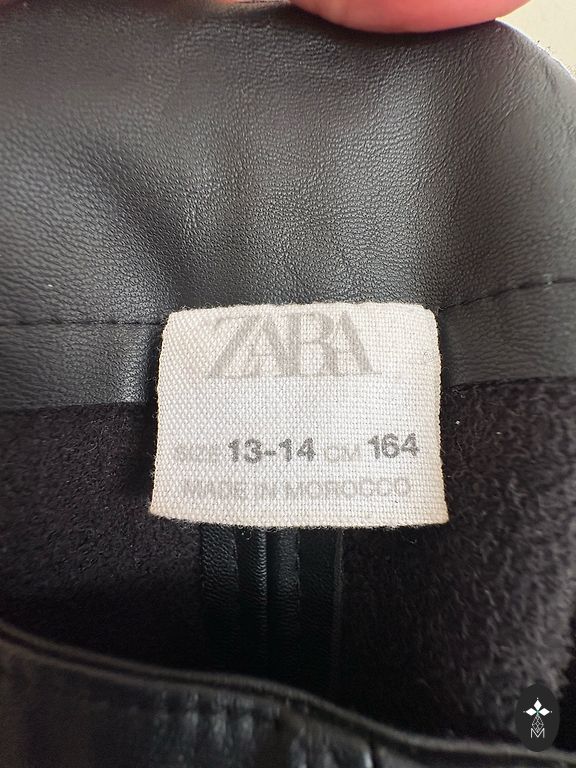 ZARA
SIZE 13-14 CM 164
MADE IN MOROCCO
M